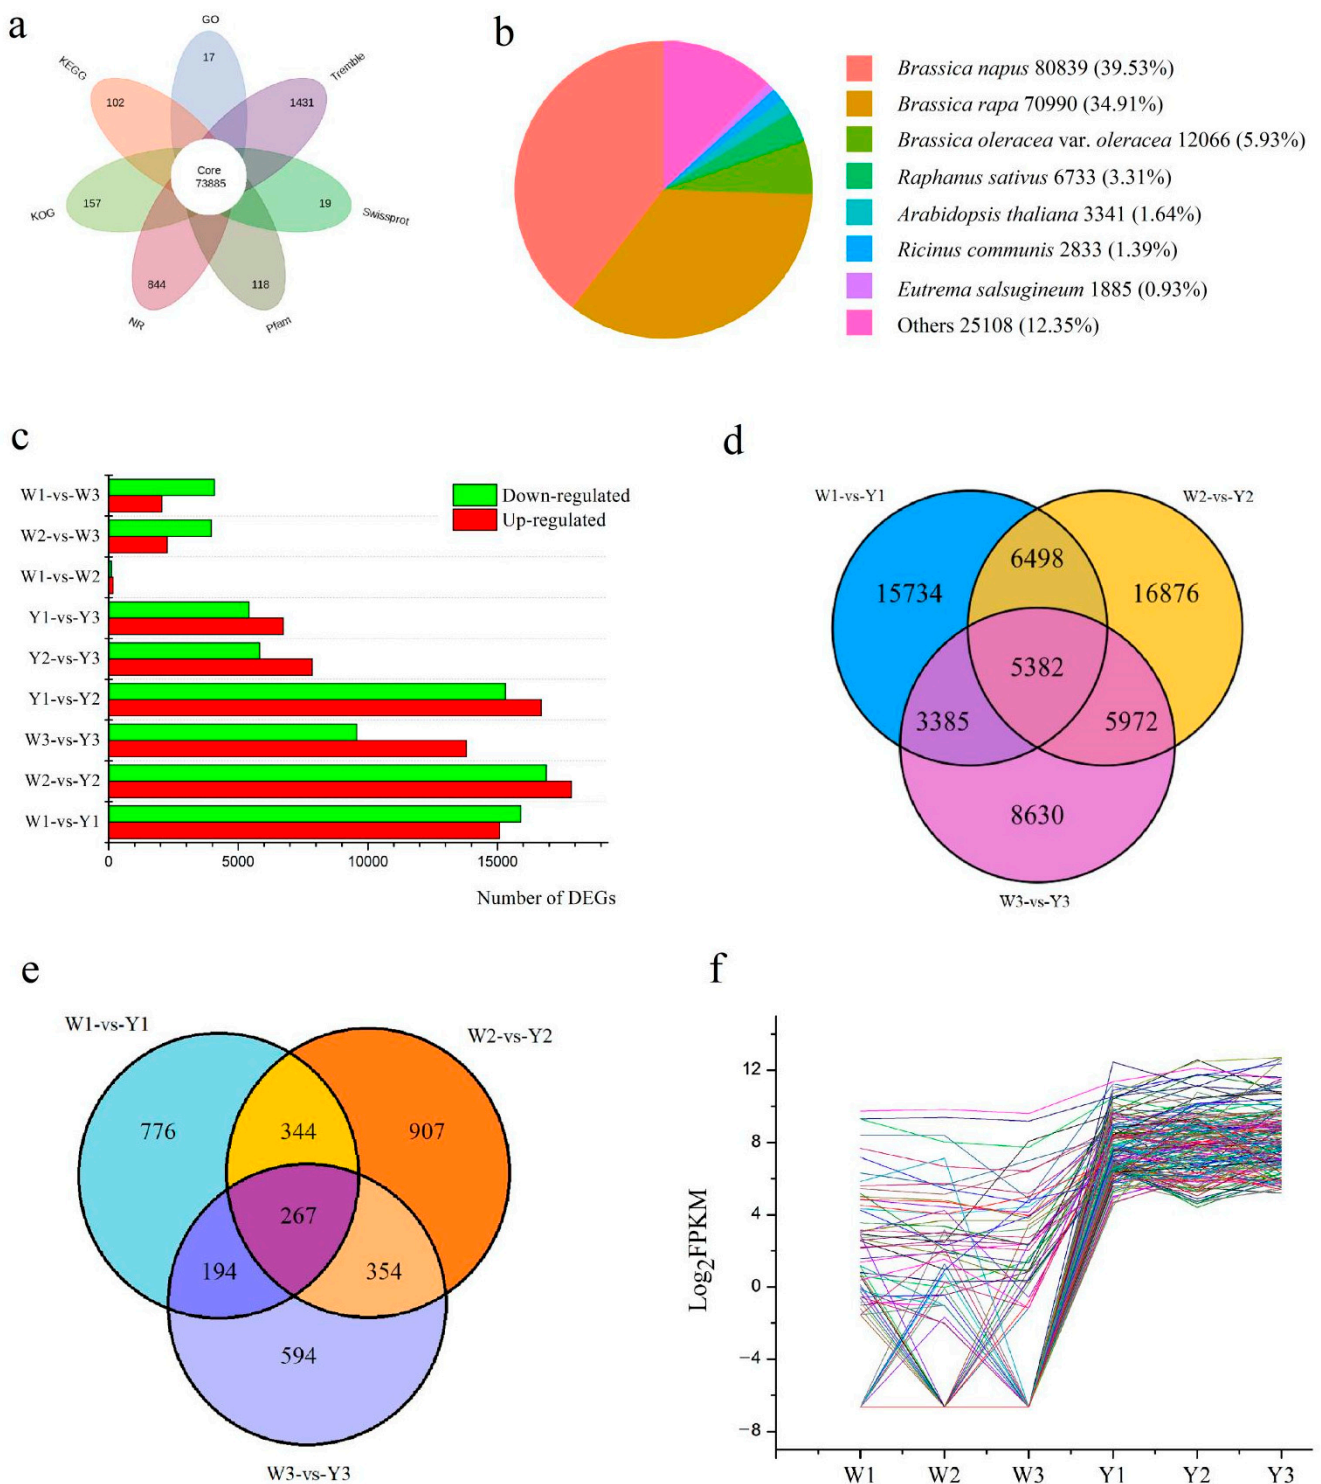 a
GO
17
KEGG
102
Tremble
1431
Core
73885
KOG
157
19
Swissprot
844
NR
118
Pfam
b
Brassica napus 80839 (39.53%)
Brassica rapa 70990 (34.91%)
Brassica oleracea var. oleracea 12066 (5.93%)
Raphanus sativus 6733 (3.31%)
Arabidopsis thaliana 3341 (1.64%)
Ricinus communis 2833 (1.39%)
Eutrema salsugineum 1885 (0.93%)
Others 25108 (12.35%)
c
Down-regulated
Up-regulated
W1-vs-W3
W2-vs-W3
W1-vs-W2
Y1-vs-Y3
Y2-vs-Y3
Y1-vs-Y2
W3-vs-Y3
W2-vs-Y2
W1-vs-Y1
0 5000 10000 15000
Number of DEGs
d
W1-vs-Y1
W2-vs-Y2
6498
15734
16876
5382
3385
5972
8630
W3-vs-Y3
e
W1-vs-Y1
W2-vs-Y2
776
344
907
267
194
354
594
W3-vs-Y3
f
12
8
4
0
−4
−8
Log2FPKM
W1 W2 W3 Y1 Y2 Y3